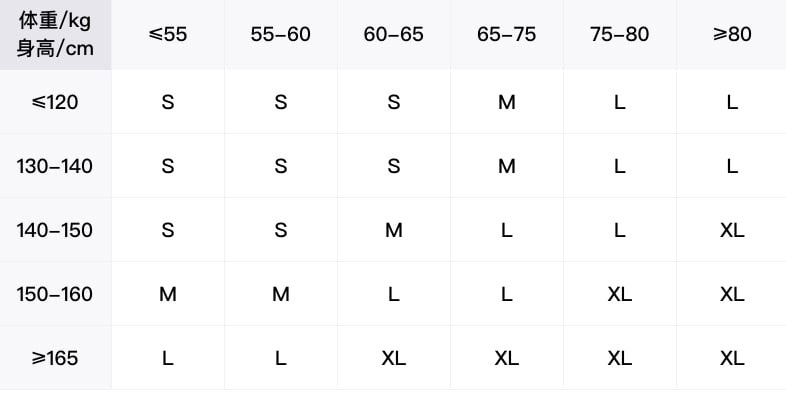 体重/kg
身高/cm
≤55 55–60 60–65 65–75 75–80 ≥80
≤120 S S S M L L
130–140 S S S M L L
140–150 S S M L L XL
150–160 M M L L XL XL
≥165 L L XL XL XL XL